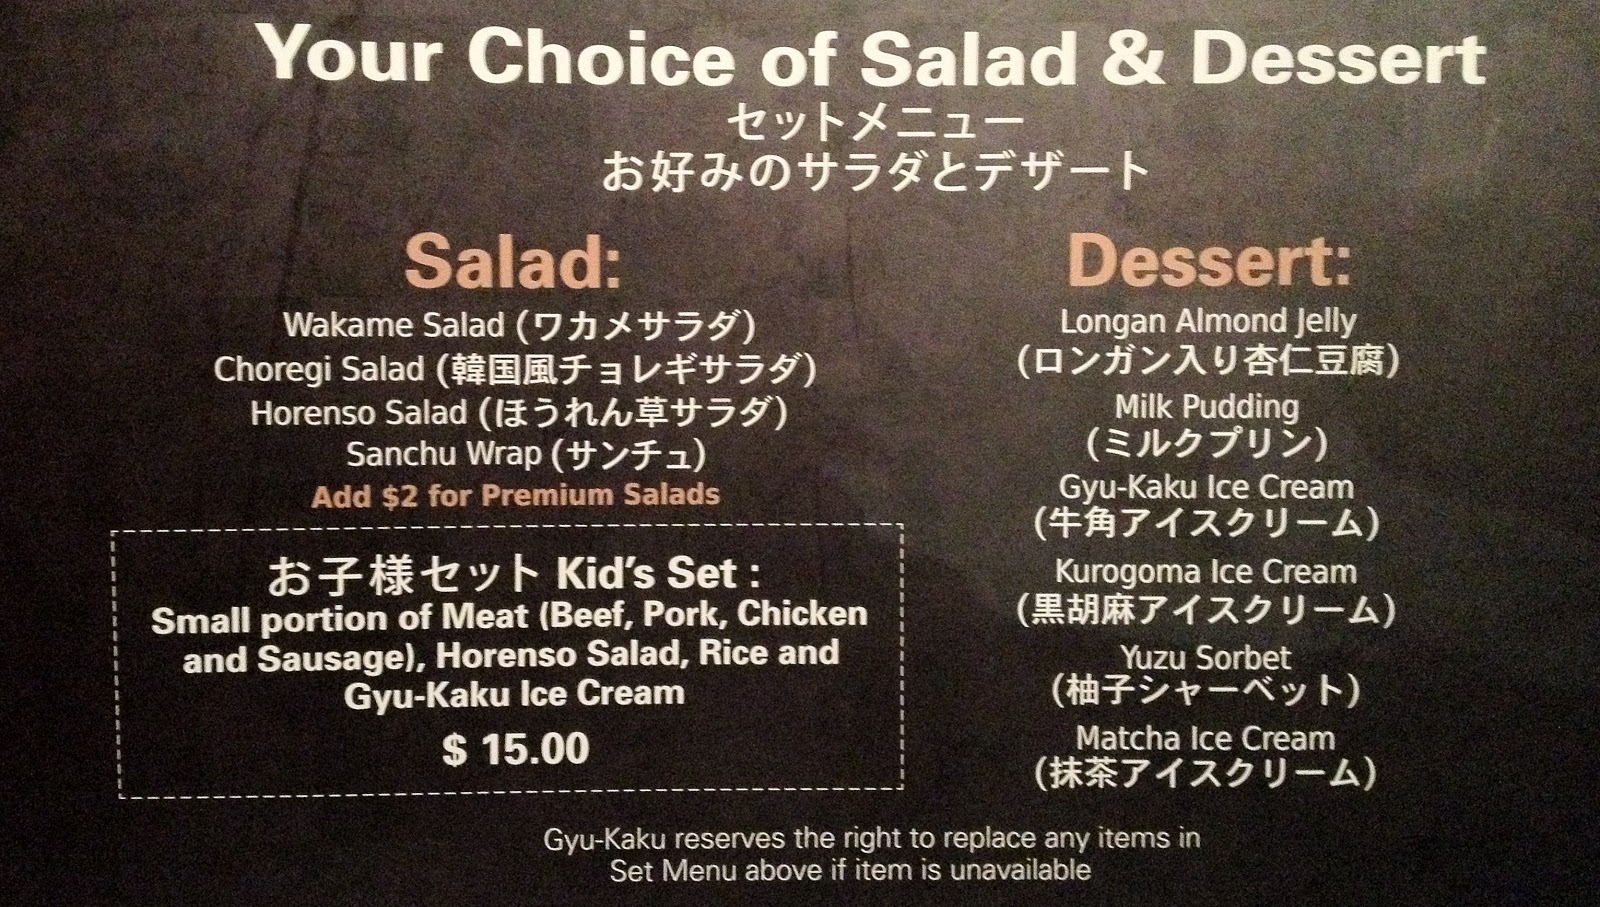 Your Choice of Salad & Dessert
セットメニュー
お好みのサラダとデザート
Salad:
Wakame Salad (ワカメサラダ)
Choregi Salad (韓国風チョレギサラダ)
Horenso Salad (ほうれん草サラダ)
Sanchu Wrap (サンチュ)
Add $2 for Premium Salads
お子様セット Kid's Set :
Small portion of Meat (Beef, Pork, Chicken
and Sausage), Horenso Salad, Rice and
Gyu-Kaku Ice Cream
$ 15.00
Dessert:
Longan Almond Jelly
(ロンガン入り杏仁豆腐)
Milk Pudding
(ミルクプリン)
Gyu-Kaku Ice Cream
(牛角アイスクリーム)
Kurogoma Ice Cream
(黒胡麻アイスクリーム)
Yuzu Sorbet
(柚子シャーベット)
Matcha Ice Cream
(抹茶アイスクリーム)
Gyu-Kaku reserves the right to replace any items in
Set Menu above if item is unavailable